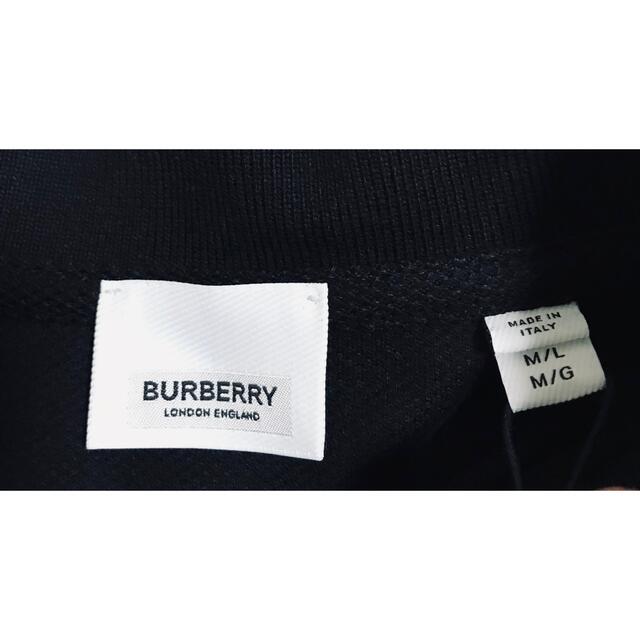 BURBERRY
LONDON ENGLAND
MADE IN
ITALY
M/L
M/G